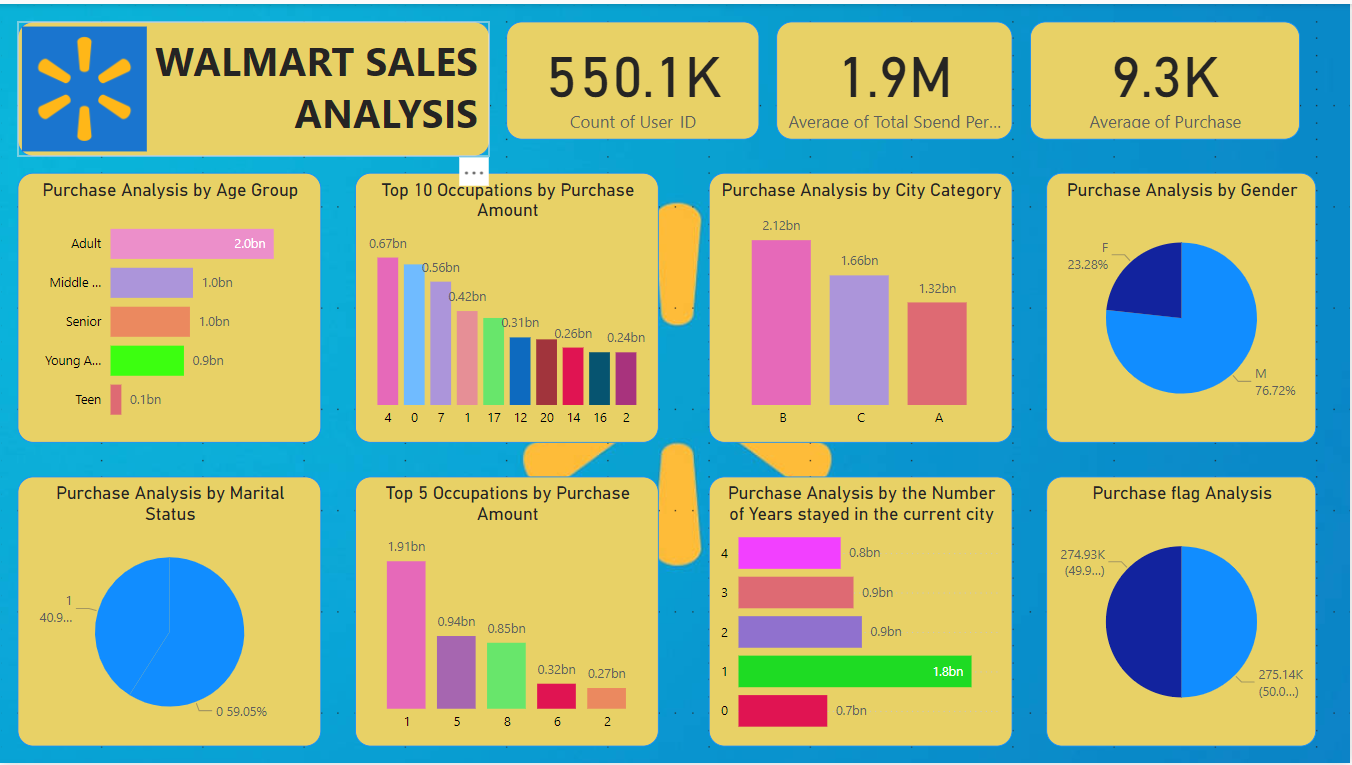 WALMART SALES
ANALYSIS
550.1K
Count of User ID
1.9M
Average of Total Spend Per...
9.3K
Average of Purchase
...
Purchase Analysis by Age Group
Adult
2.0bn
Middle ...
1.0bn
Senior
1.0bn
Young A...
0.9bn
Teen
0.1bn
Top 10 Occupations by Purchase
Amount
0.67bn
0.56bn
0.42bn
0.31bn
0.26bn
0.24bn
4 0 7 1 17 12 20 14 16 2
Purchase Analysis by City Category
2.12bn
1.66bn
1.32bn
B C A
Purchase Analysis by Gender
F
23.28%
M
76.72%
Purchase Analysis by Marital
Status
1
40.9...
0 59.05%
Top 5 Occupations by Purchase
Amount
1.91bn
0.94bn
0.85bn
0.32bn
0.27bn
1 5 8 6 2
Purchase Analysis by the Number
of Years stayed in the current city
4
0.8bn
3
0.9bn
2
0.9bn
1
1.8bn
0
0.7bn
Purchase flag Analysis
274.93K
(49.9...)
275.14K
(50.0...)